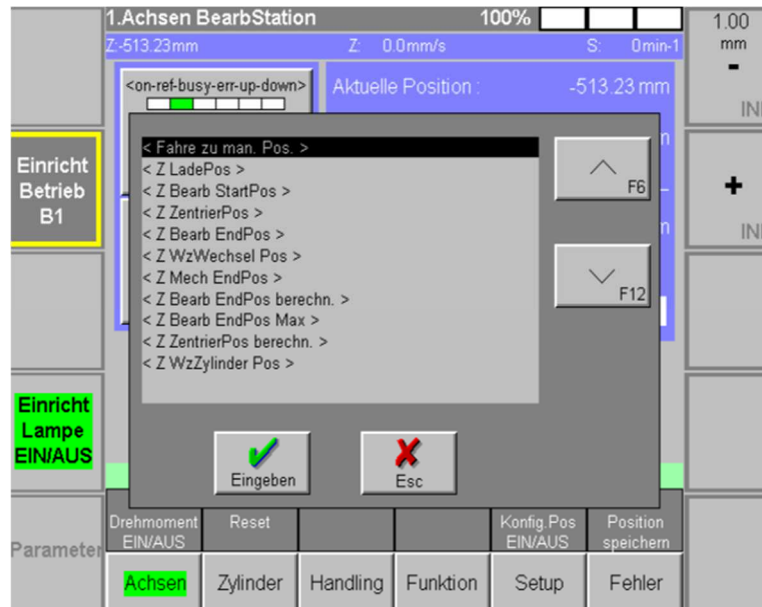 1.Achsen BearbStation 100%
Z:-513.23mm Z: 0.0mm/s S: 0min-1
1.00
mm
-
INI
<on-ref-busy-err-up-down>
Aktuelle Position : -513.23 mm
< Fahre zu man. Pos. >
< Z LadePos >
< Z Bearb StartPos >
< Z ZentrierPos >
< Z Bearb EndPos >
< Z WzWechsel Pos >
< Z Mech EndPos >
< Z Bearb EndPos berechn. >
< Z Bearb EndPos Max >
< Z ZentrierPos berechn. >
< Z WzZylinder Pos >
F6
F12
Eingeben
Esc
Einricht
Betrieb
B1
+
Einricht
Lampe
EIN/AUS
Parameter
Drehmoment
EIN/AUS
Reset
Konfig.Pos
EIN/AUS
Position
speichern
Achsen
Zylinder
Handling
Funktion
Setup
Fehler